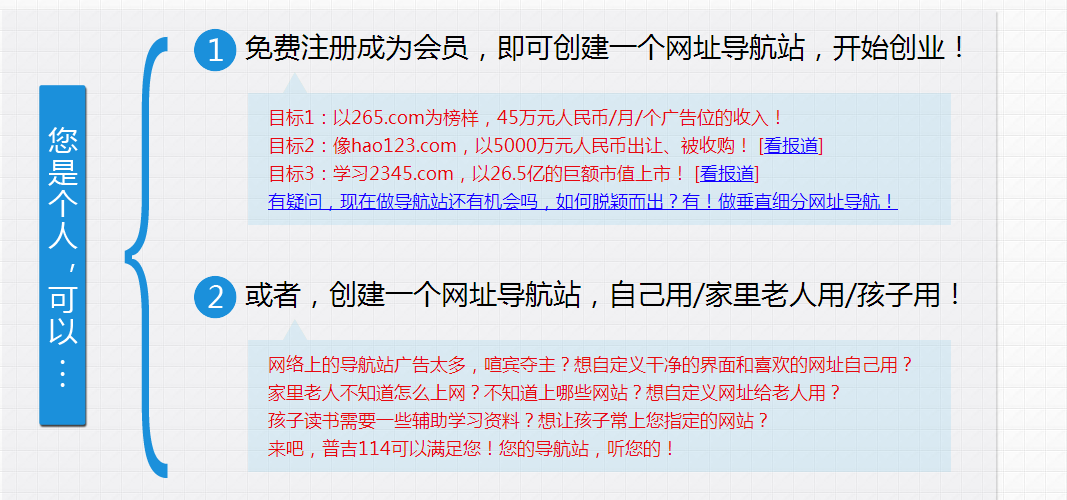 您是个人，可以…
1 免费注册成为会员，即可创建一个网址导航站，开始创业！
目标1：以265.com为榜样，45万元人民币/月/个广告位的收入！
目标2：像hao123.com，以5000万元人民币出让、被收购！ [看报道]
目标3：学习2345.com，以26.5亿的巨额市值上市！ [看报道]
有疑问，现在做导航站还有机会吗，如何脱颖而出？有！做垂直细分网址导航！
2 或者，创建一个网址导航站，自己用/家里老人用/孩子用！
网络上的导航站广告太多，喧宾夺主？想自定义干净的界面和喜欢的网址自己用？
家里老人不知道怎么上网？不知道上哪些网站？想自定义网址给老人用？
孩子读书需要一些辅助学习资料？想让孩子常上您指定的网站？
来吧，普吉114可以满足您！您的导航站，听您的！